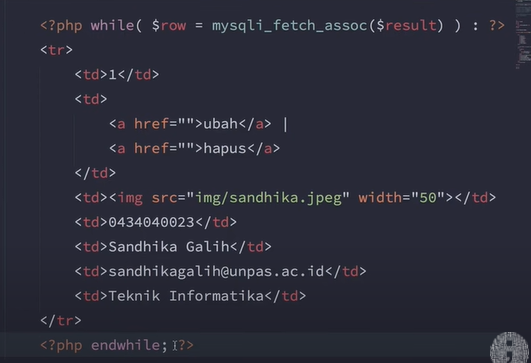 <?php while( $row = mysqli_fetch_assoc($result) ) : ?>
<tr>
<td>1</td>
<td>
<a href="">ubah</a> |
<a href="">hapus</a>
</td>
<td><img src="img/sandhika.jpeg" width="50"></td>
<td>0434040023</td>
<td>Sandhika Galih</td>
<td>sandhikagalih@unpas.ac.id</td>
<td>Teknik Informatika</td>
</tr>
<?php endwhile; ?>